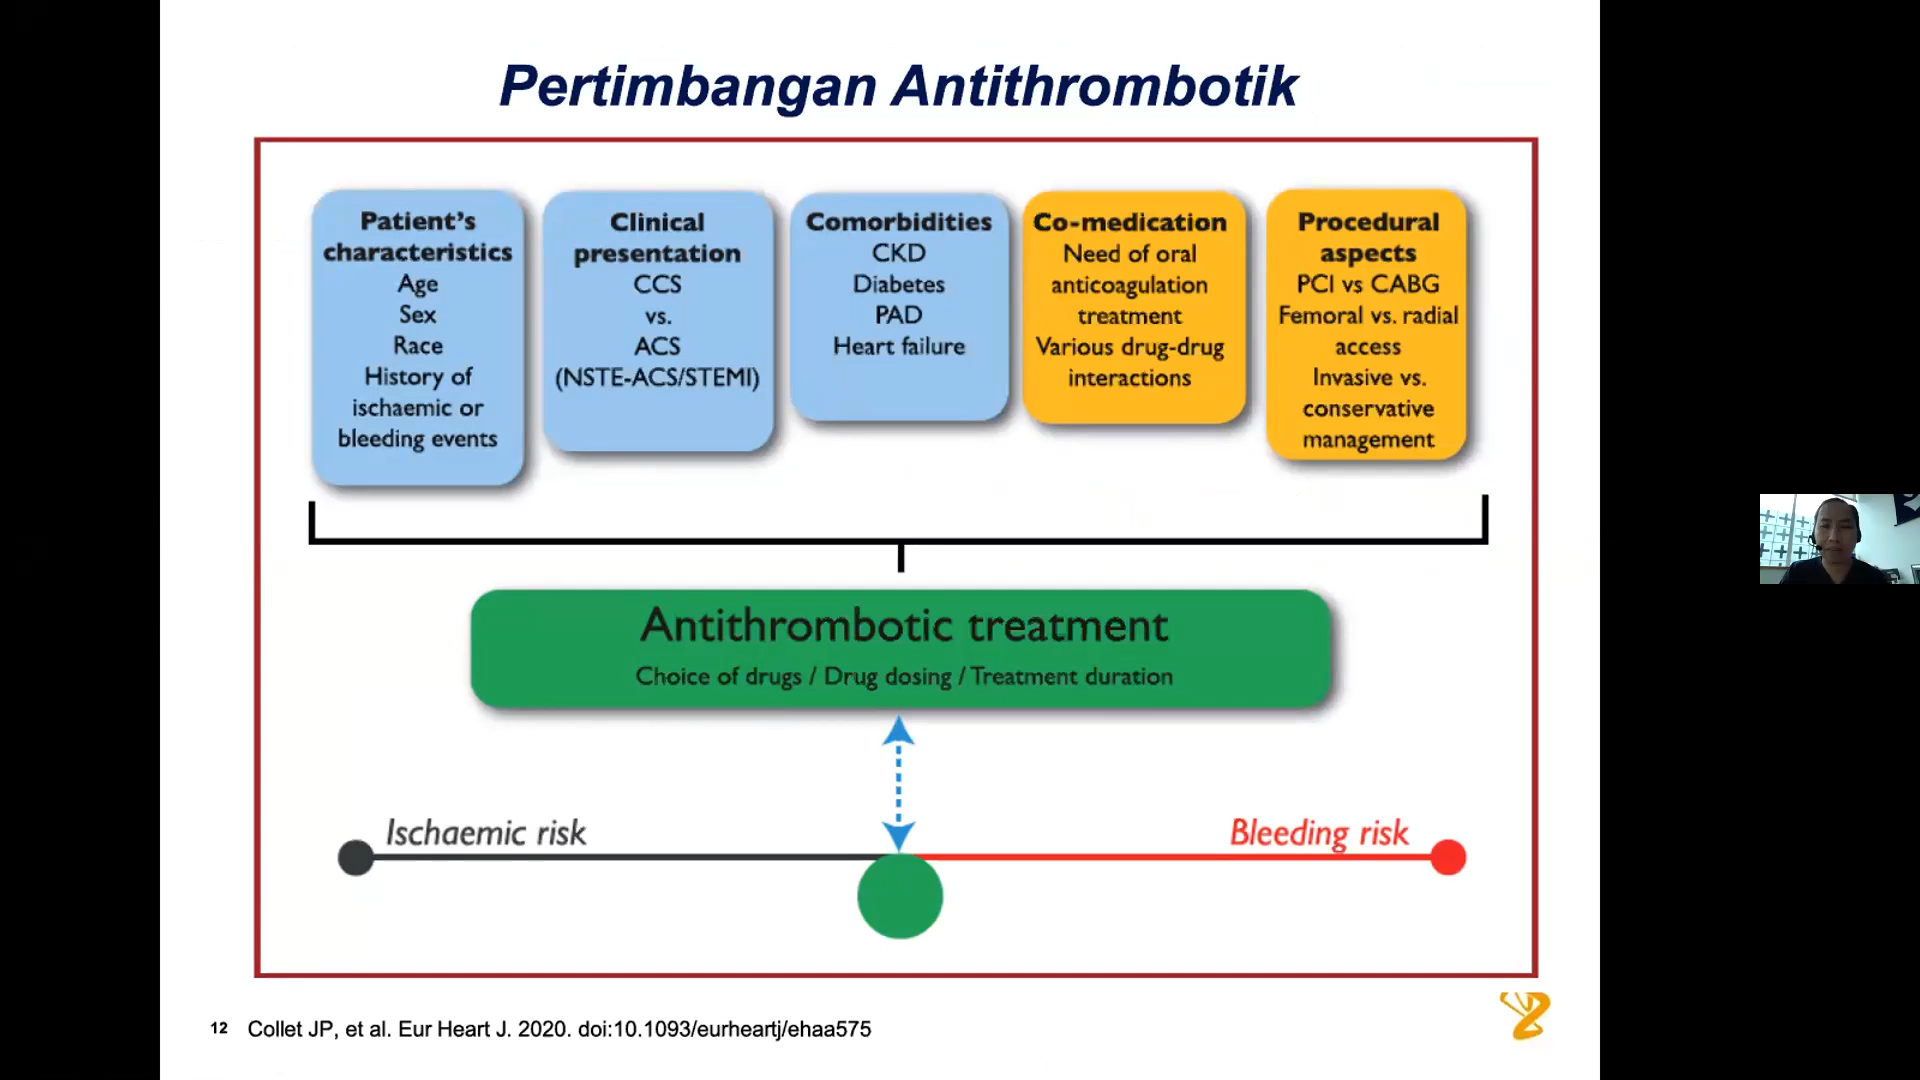 Pertimbangan Antithrombotik
Patient's
characteristics
Age
Sex
Race
History of
ischaemic or
bleeding events
Clinical
presentation
CCS
vs.
ACS
(NSTE-ACS/STEMI)
Comorbidities
CKD
Diabetes
PAD
Heart failure
Co-medication
Need of oral
anticoagulation
treatment
Various drug-drug
interactions
Procedural
aspects
PCI vs CABG
Femoral vs. radial
access
Invasive vs.
conservative
management
Antithrombotic treatment
Choice of drugs / Drug dosing / Treatment duration
Ischaemic risk
Bleeding risk
12 Collet JP, et al. Eur Heart J. 2020. doi:10.1093/eurheartj/ehaa575